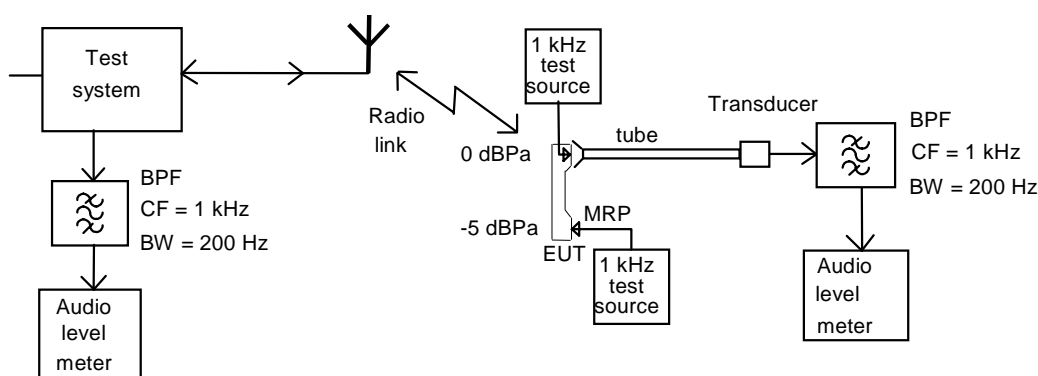 Test
system
BPF
CF = 1 kHz
BW = 200 Hz
Audio
level
meter
Radio
link
1 kHz
test
source
0 dBPa
tube
Transducer
BPF
CF = 1 kHz
BW = 200 Hz
-5 dBPa
MRP
EUT
1 kHz
test
source
Audio
level
meter